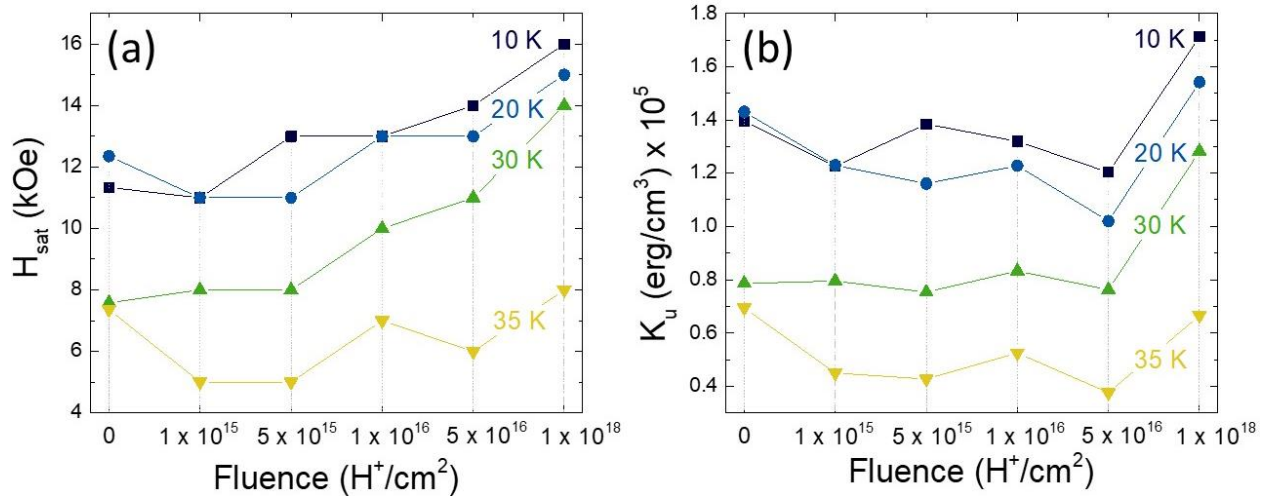 (a)
H_sat (kOe)
16
14
12
10
8
6
4
10 K
20 K
30 K
35 K
0 1 x 10^15 5 x 10^15 1 x 10^16 5 x 10^16 1 x 10^18
Fluence (H^+/cm^2)
(b)
K_u (erg/cm^3) x 10^5
1.8
1.6
1.4
1.2
1.0
0.8
0.6
0.4
10 K
20 K
30 K
35 K
0 1 x 10^15 5 x 10^15 1 x 10^16 5 x 10^16 1 x 10^18
Fluence (H^+/cm^2)